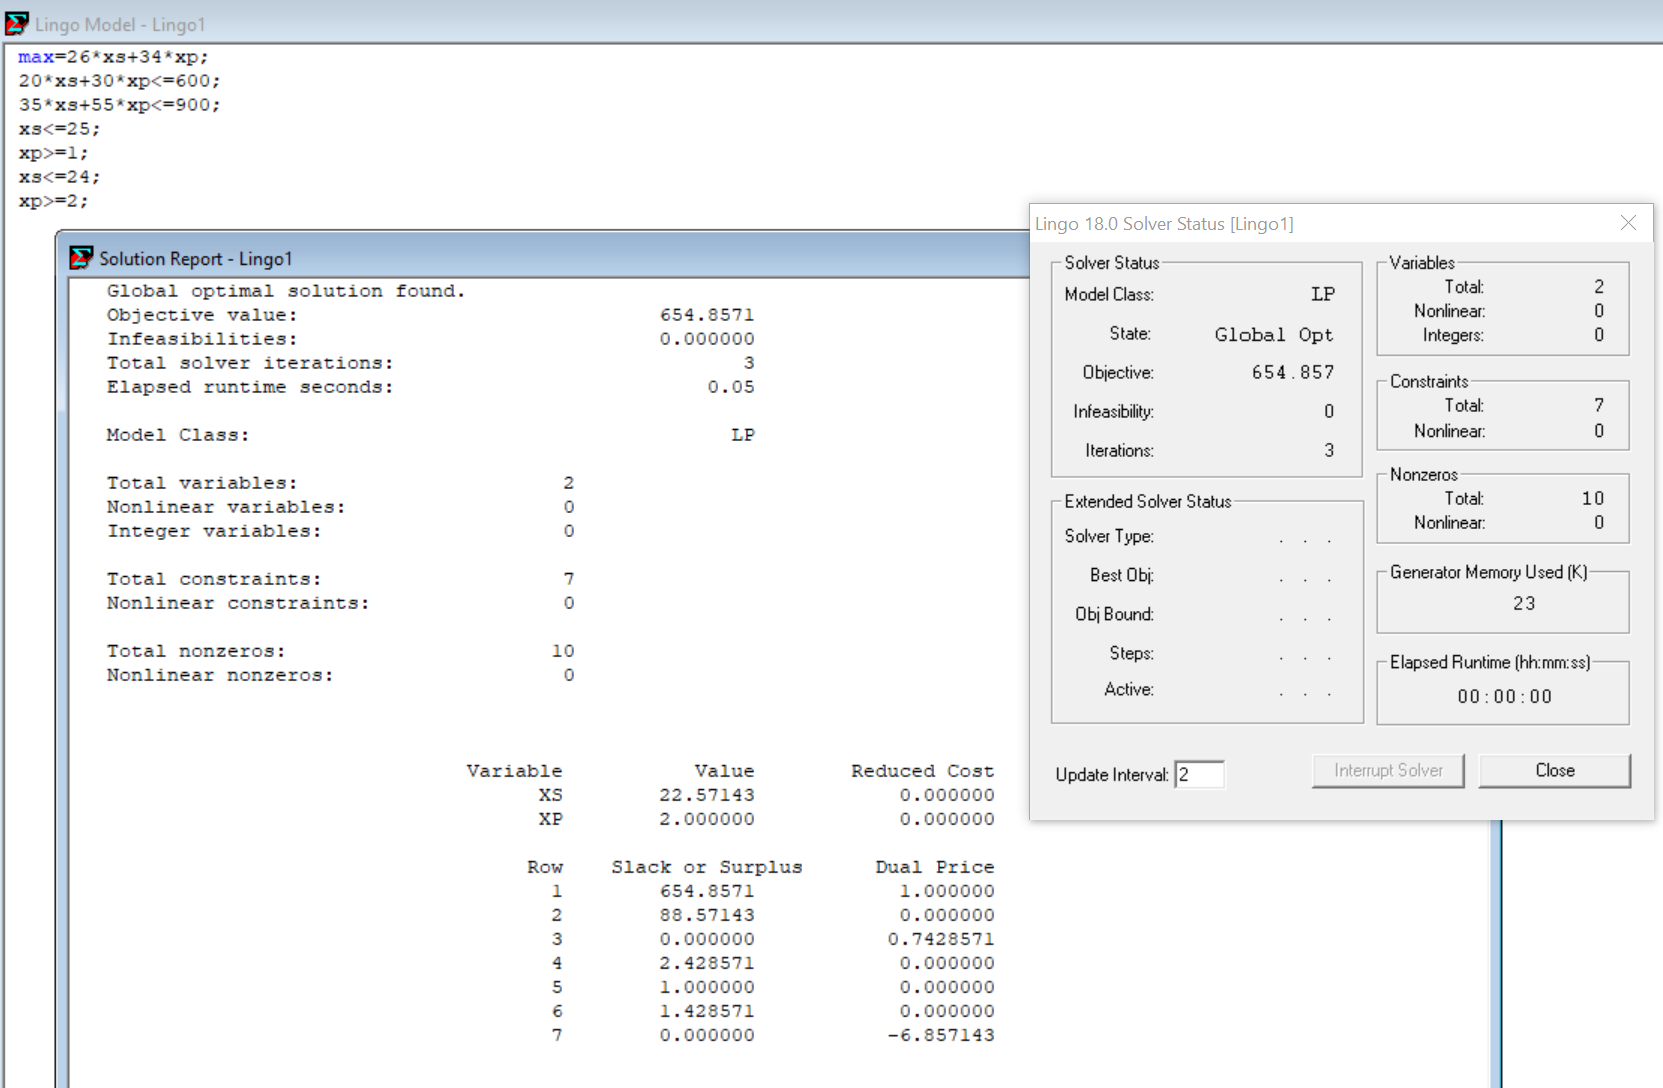 Lingo Model - Lingo1
max=26*xs+34*xp;
20*xs+30*xp<=600;
35*xs+55*xp<=900;
xs<=25;
xp>=1;
xs<=24;
xp>=2;
Solution Report - Lingo1
Global optimal solution found.
Objective value: 654.8571
Infeasibilities: 0.000000
Total solver iterations: 3
Elapsed runtime seconds: 0.05
Model Class: LP
Total variables: 2
Nonlinear variables: 0
Integer variables: 0
Total constraints: 7
Nonlinear constraints: 0
Total nonzeros: 10
Nonlinear nonzeros: 0
Variable Value Reduced Cost
XS 22.57143 0.000000
XP 2.000000 0.000000
Row Slack or Surplus Dual Price
1 654.8571 1.000000
2 88.57143 0.000000
3 0.000000 0.7428571
4 2.428571 0.000000
5 1.000000 0.000000
6 1.428571 0.000000
7 0.000000 -6.857143
Lingo 18.0 Solver Status [Lingo1]
Solver Status
Model Class: LP
State: Global Opt
Objective: 654.857
Infeasibility: 0
Iterations: 3
Extended Solver Status
Solver Type: . . .
Best Obj: . . .
Obj Bound: . . .
Steps: . . .
Active: . . .
Variables
Total: 2
Nonlinear: 0
Integers: 0
Constraints
Total: 7
Nonlinear: 0
Nonzeros
Total: 10
Nonlinear: 0
Generator Memory Used (K)
23
Elapsed Runtime (hh:mm:ss)
00:00:00
Update Interval: 2
Interrupt Solver
Close